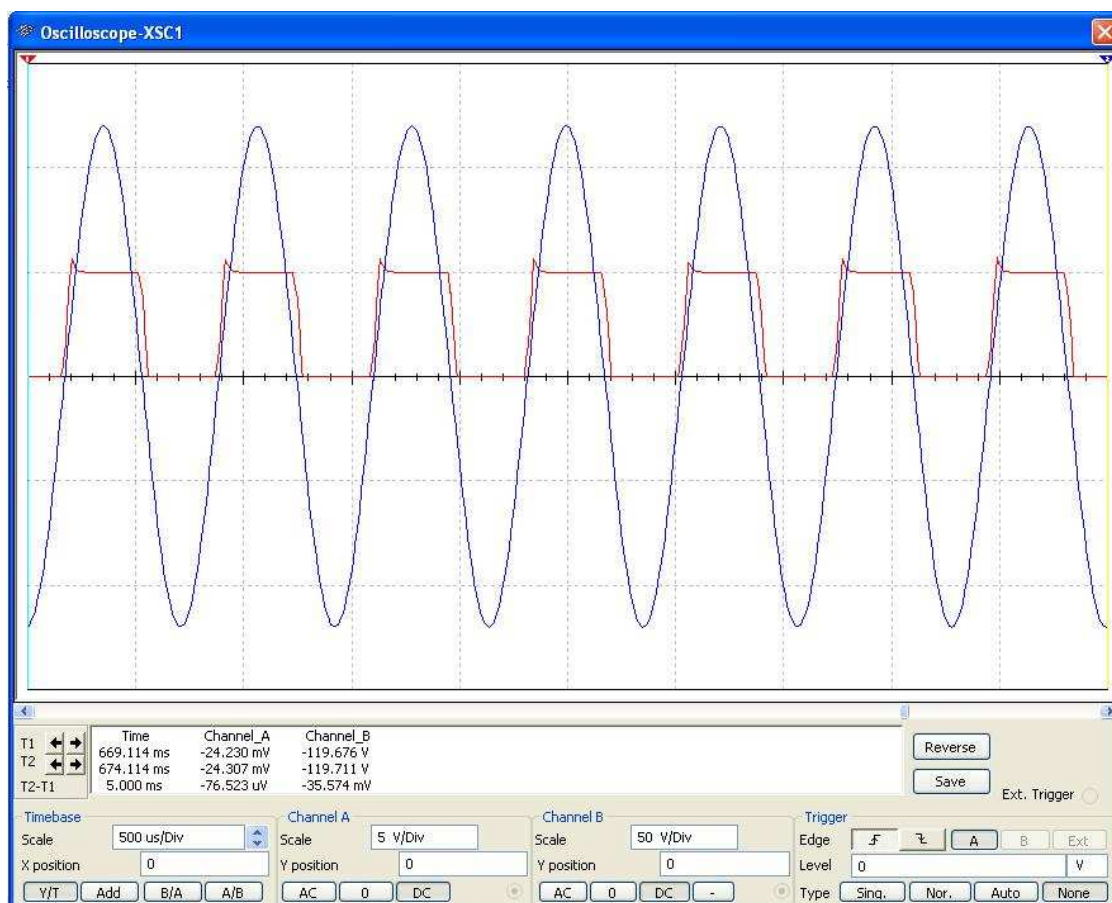 Oscilloscope-XSC1
1
2
Time Channel_A Channel_B
T1 669.114 ms -24.230 mV -119.676 V
T2 674.114 ms -24.307 mV -119.711 V
T2-T1 5.000 ms -76.523 uV -35.574 mV
Reverse
Save
Ext. Trigger
Timebase
Scale 500 us/Div
X position 0
Y/T Add B/A A/B
Channel A
Scale 5 V/Div
Y position 0
AC 0 DC
Channel B
Scale 50 V/Div
Y position 0
AC 0 DC -
Trigger
Edge A B Ext
Level 0 V
Type Sing. Nor. Auto None